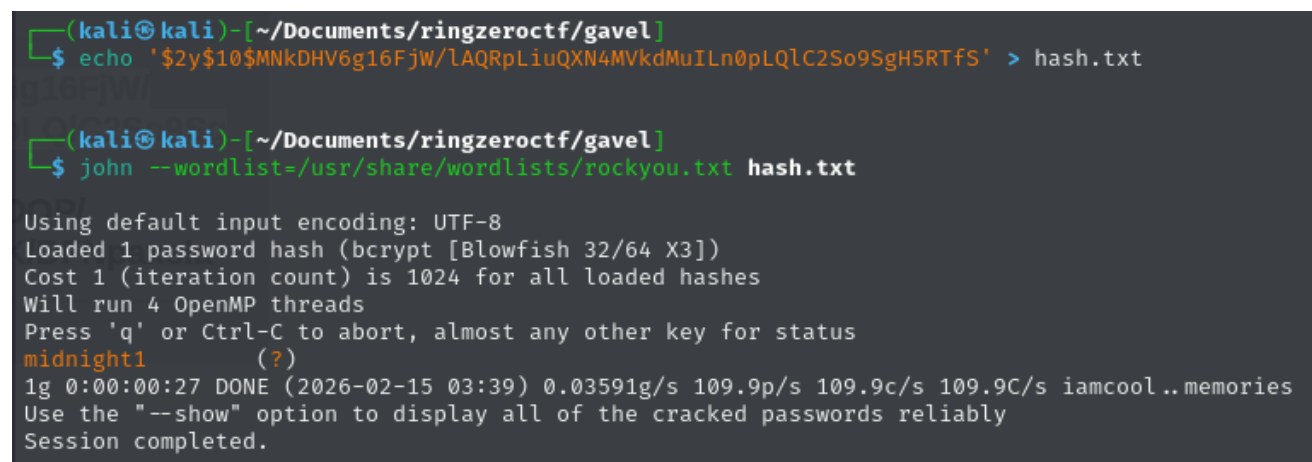 ┌──(kali㉿kali)-[~/Documents/ringzeroctf/gavel]
└─$ echo '$2y$10$MNkDHV6g16FjW/lAQRpLiuQXN4MVkdMuILn0pLQlC2So9SgH5RTfS' > hash.txt
┌──(kali㉿kali)-[~/Documents/ringzeroctf/gavel]
└─$ john --wordlist=/usr/share/wordlists/rockyou.txt hash.txt
Using default input encoding: UTF-8
Loaded 1 password hash (bcrypt [Blowfish 32/64 X3])
Cost 1 (iteration count) is 1024 for all loaded hashes
Will run 4 OpenMP threads
Press 'q' or Ctrl-C to abort, almost any other key for status
midnight1 (?)
1g 0:00:00:27 DONE (2026-02-15 03:39) 0.03591g/s 109.9p/s 109.9c/s 109.9C/s iamcool..memories
Use the "--show" option to display all of the cracked passwords reliably
Session completed.